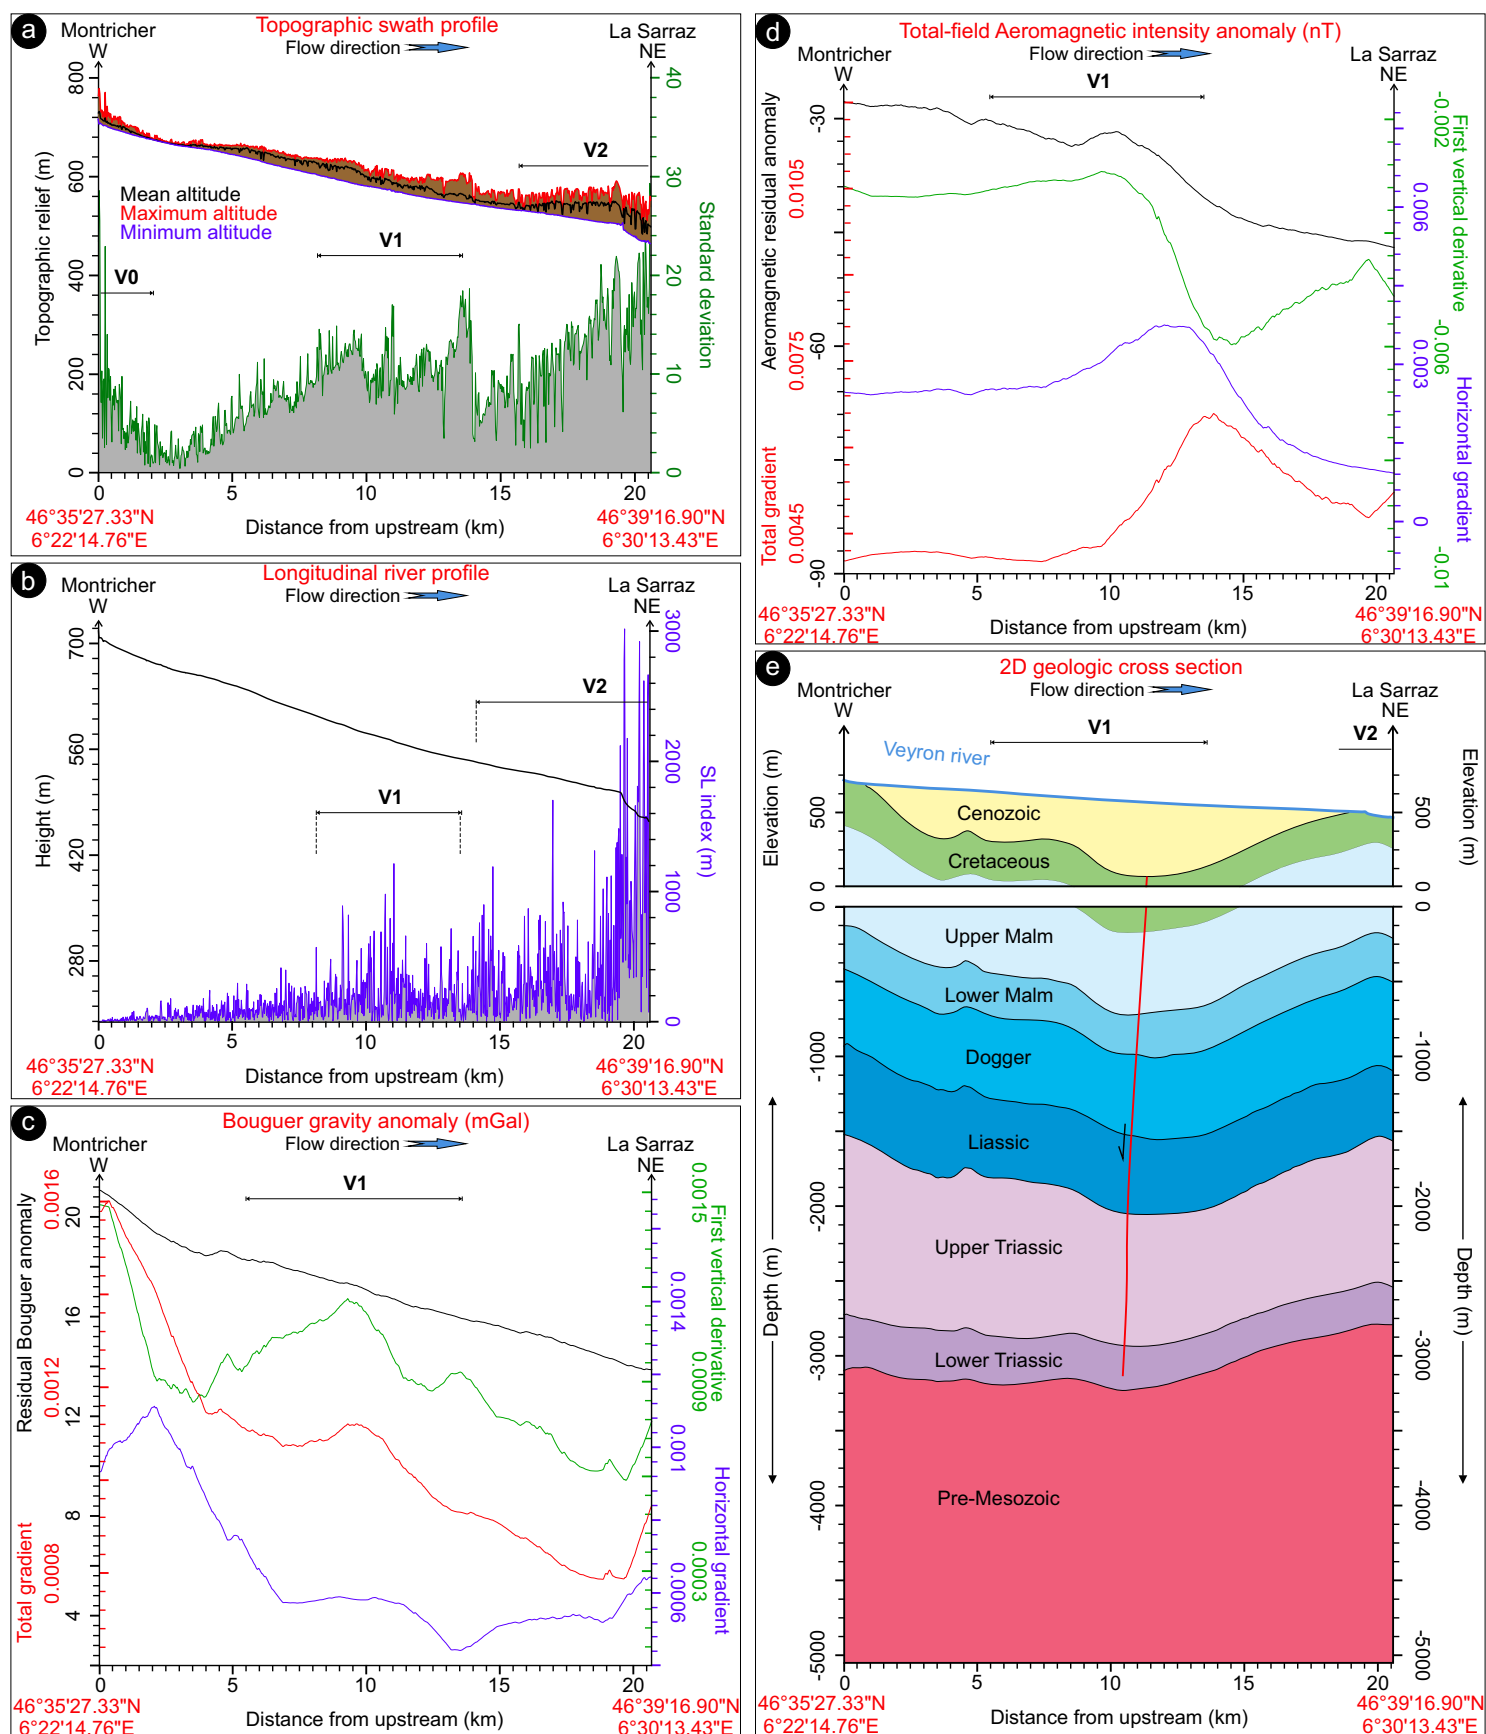 a
Topographic swath profile
Montricher
W
Flow direction
La Sarraz
NE
Topographic relief (m)
800
600
400
200
0
40
30
20
10
0
Standard deviation
Mean altitude
Maximum altitude
Minimum altitude
V0
V1
V2
0 5 10 15 20
46°35'27.33"N
6°22'14.76"E
Distance from upstream (km)
46°39'16.90"N
6°30'13.43"E
b
Longitudinal river profile
Montricher
W
Flow direction
La Sarraz
NE
Height (m)
700
560
420
280
3000
2000
1000
0
SL index (m)
V1
V2
0 5 10 15 20
46°35'27.33"N
6°22'14.76"E
Distance from upstream (km)
46°39'16.90"N
6°30'13.43"E
c
Bouguer gravity anomaly (mGal)
Montricher
W
Flow direction
La Sarraz
NE
Residual Bouguer anomaly
Total gradient
0.0016
0.0012
0.0008
20
16
12
8
4
V1
0.0015
0.0009
0.0003
First vertical derivative
0.0014
0.001
0.0006
Horizontal gradient
0 5 10 15 20
46°35'27.33"N
6°22'14.76"E
Distance from upstream (km)
46°39'16.90"N
6°30'13.43"E
d
Total-field Aeromagnetic intensity anomaly (nT)
Montricher
W
Flow direction
La Sarraz
NE
Aeromagnetic residual anomaly
Total gradient
0.0105
0.0075
0.0045
-30
-60
-90
V1
-0.002
-0.006
-0.01
First vertical derivative
0.006
0.003
0
Horizontal gradient
0 5 10 15 20
46°35'27.33"N
6°22'14.76"E
Distance from upstream (km)
46°39'16.90"N
6°30'13.43"E
e
2D geologic cross section
Montricher
W
Flow direction
La Sarraz
NE
V1
V2
Veyron river
Elevation (m)
500
0
Elevation (m)
500
0
Cenozoic
Cretaceous
Upper Malm
Lower Malm
Dogger
Liassic
Upper Triassic
Lower Triassic
Pre-Mesozoic
Depth (m)
0
-1000
-2000
-3000
-4000
-5000
Depth (m)
0
-1000
-2000
-3000
-4000
-5000
0 5 10 15 20
46°35'27.33"N
6°22'14.76"E
Distance from upstream (km)
46°39'16.90"N
6°30'13.43"E